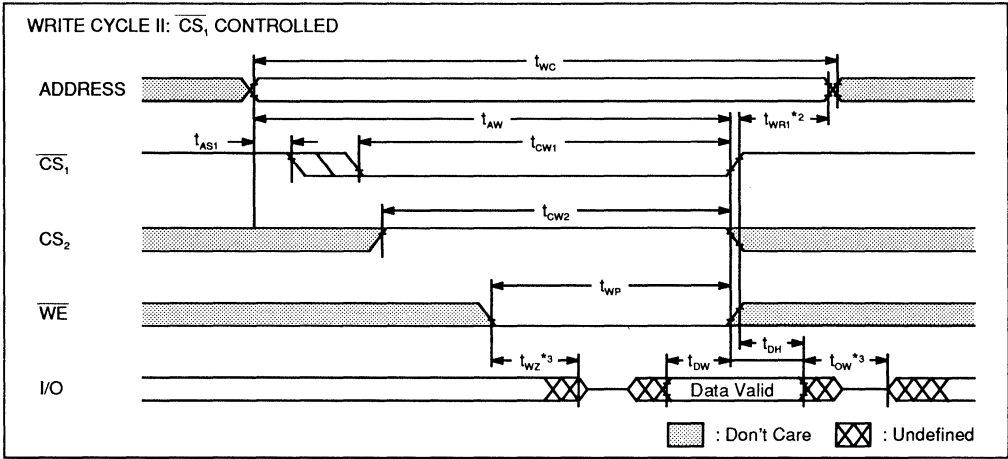 WRITE CYCLE II: CS₁ CONTROLLED
tWC
ADDRESS
tAW
tWR1*2
tAS1
tCW1
CS₁
tCW2
CS₂
tWP
WE
tDH
tWZ*3
tDW
tOW*3
I/O
Data Valid
: Don't Care
: Undefined